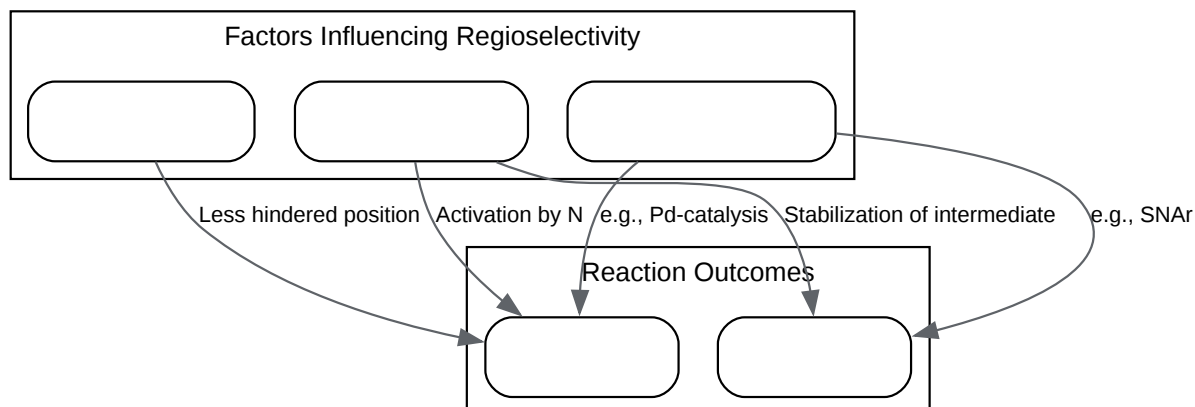 Factors Influencing Regioselectivity
Less hindered position
Activation by N
e.g., Pd-catalysis
Stabilization of intermediate
e.g., SNAr
Reaction Outcomes